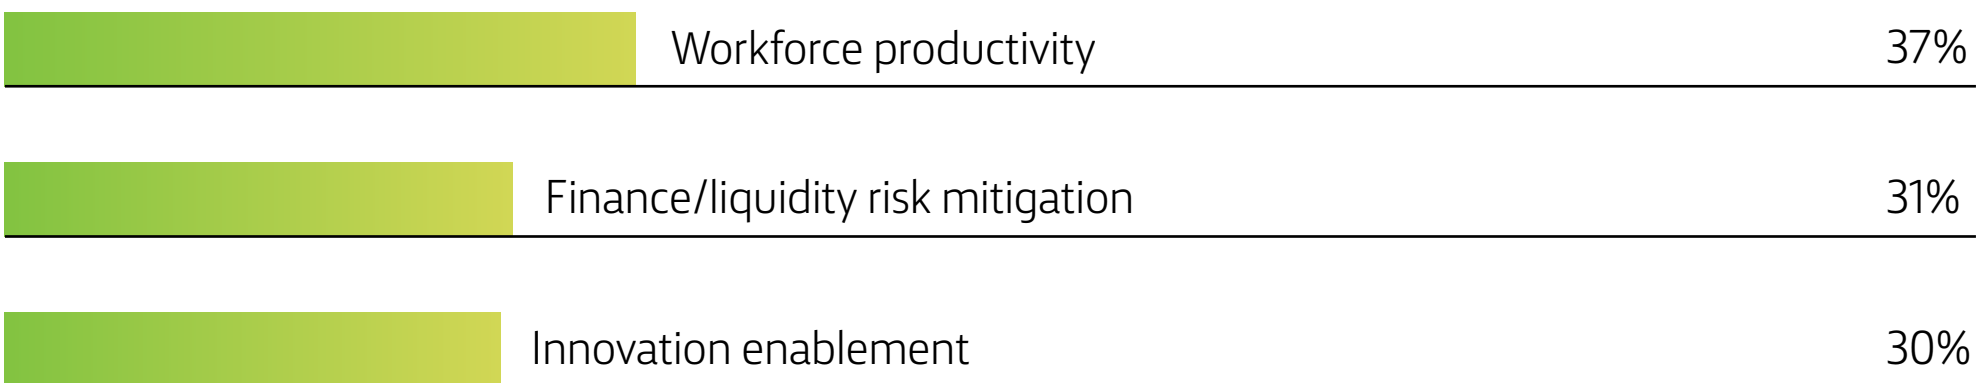 Workforce productivity 37%
Finance/liquidity risk mitigation 31%
Innovation enablement 30%